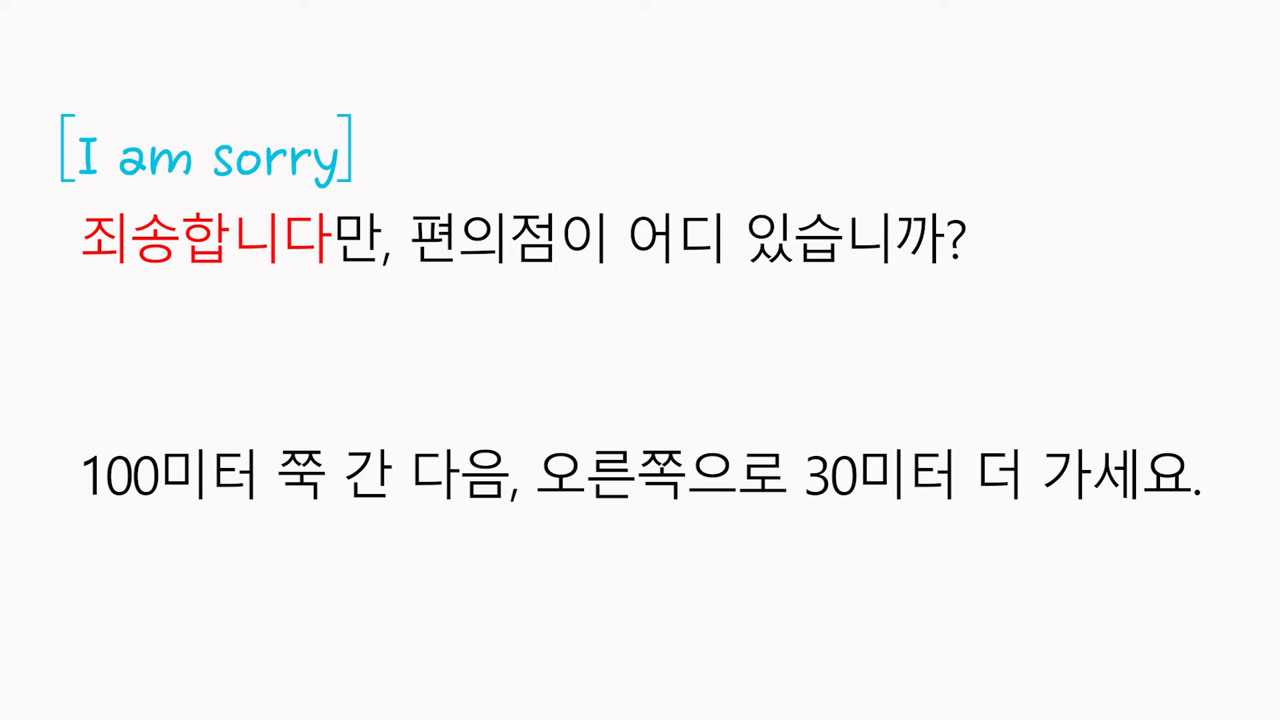 [I am sorry]
죄송합니다만, 편의점이 어디 있습니까?
100미터 쭉 간 다음, 오른쪽으로 30미터 더 가세요.